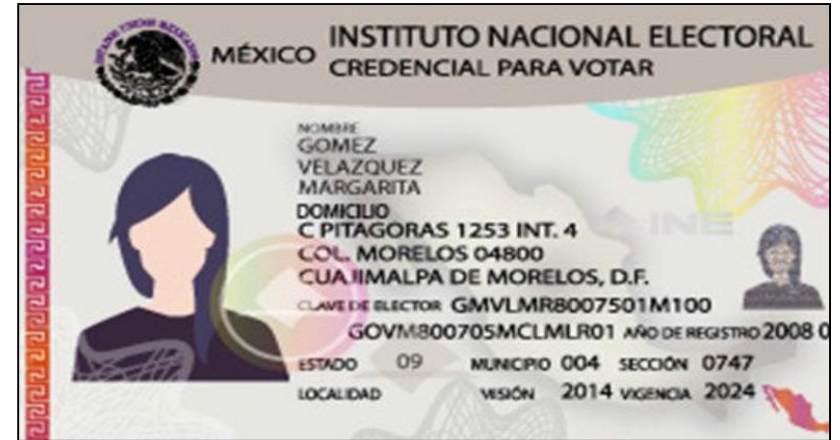 MÉXICO INSTITUTO NACIONAL ELECTORAL
CREDENCIAL PARA VOTAR
NOMBRE
GOMEZ
VELAZQUEZ
MARGARITA
DOMICILIO
C PITAGORAS 1253 INT. 4
COL. MORELOS 04800
CUAJIMALPA DE MORELOS, D.F.
INE
CLAVE DE ELECTOR GMVLMR8007501M100
GOVM800705MCLMLR01 AÑO DE REGISTRO 2008 0
ESTADO 09 MUNICIPIO 004 SECCIÓN 0747
LOCALIDAD VISIÓN 2014 VIGENCIA 2024